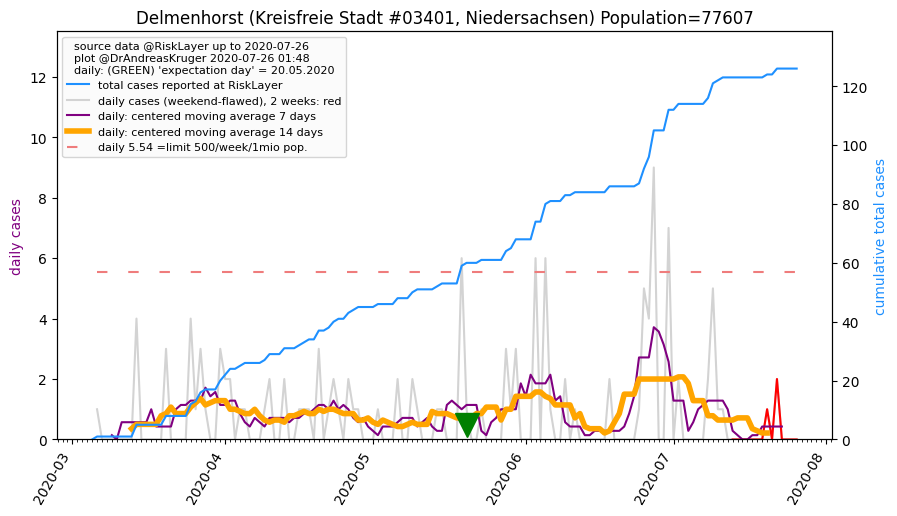 Delmenhorst (Kreisfreie Stadt #03401, Niedersachsen) Population=77607
source data @RiskLayer up to 2020-07-26
plot @DrAndreasKruger 2020-07-26 01:48
daily: (GREEN) 'expectation day' = 20.05.2020
total cases reported at RiskLayer
daily cases (weekend-flawed), 2 weeks: red
daily: centered moving average 7 days
daily: centered moving average 14 days
daily 5.54 =limit 500/week/1mio pop.
daily cases
12
10
8
6
4
2
0
120
100
80
60
40
20
0
cumulative total cases
2020-03
2020-04
2020-05
2020-06
2020-07
2020-08